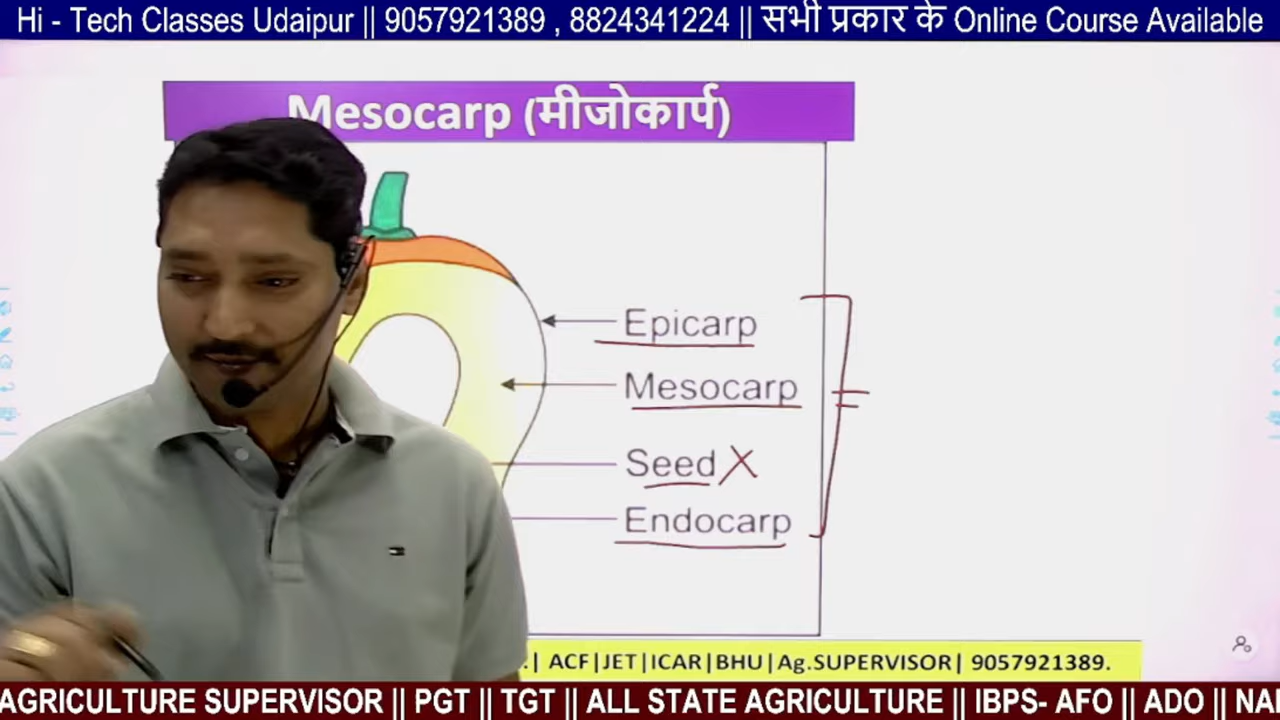 Hi - Tech Classes Udaipur || 9057921389 , 8824341224 || सभी प्रकार के Online Course Available
Mesocarp (मीजोकार्प)
Epicarp
Mesocarp
Seed X
Endocarp
.| ACF|JET|ICAR|BHU|Ag.SUPERVISOR| 9057921389.
AGRICULTURE SUPERVISOR || PGT || TGT || ALL STATE AGRICULTURE || IBPS- AFO || ADO || NA